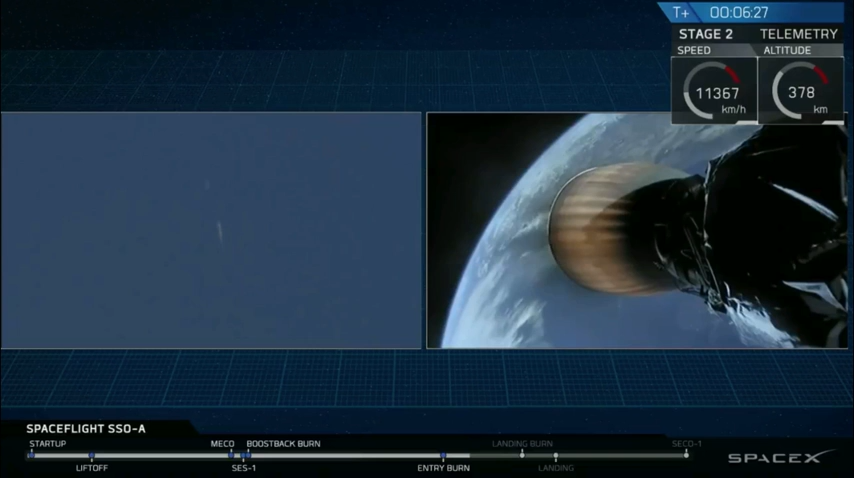 T+ 00:06:27
STAGE 2 TELEMETRY
SPEED ALTITUDE
11367 378
km/h km
SPACEFLIGHT SSO-A
STARTUP MECO BOOSTBACK BURN LANDING BURN SECO-1
LIFTOFF SES-1 ENTRY BURN LANDING
SPACEX